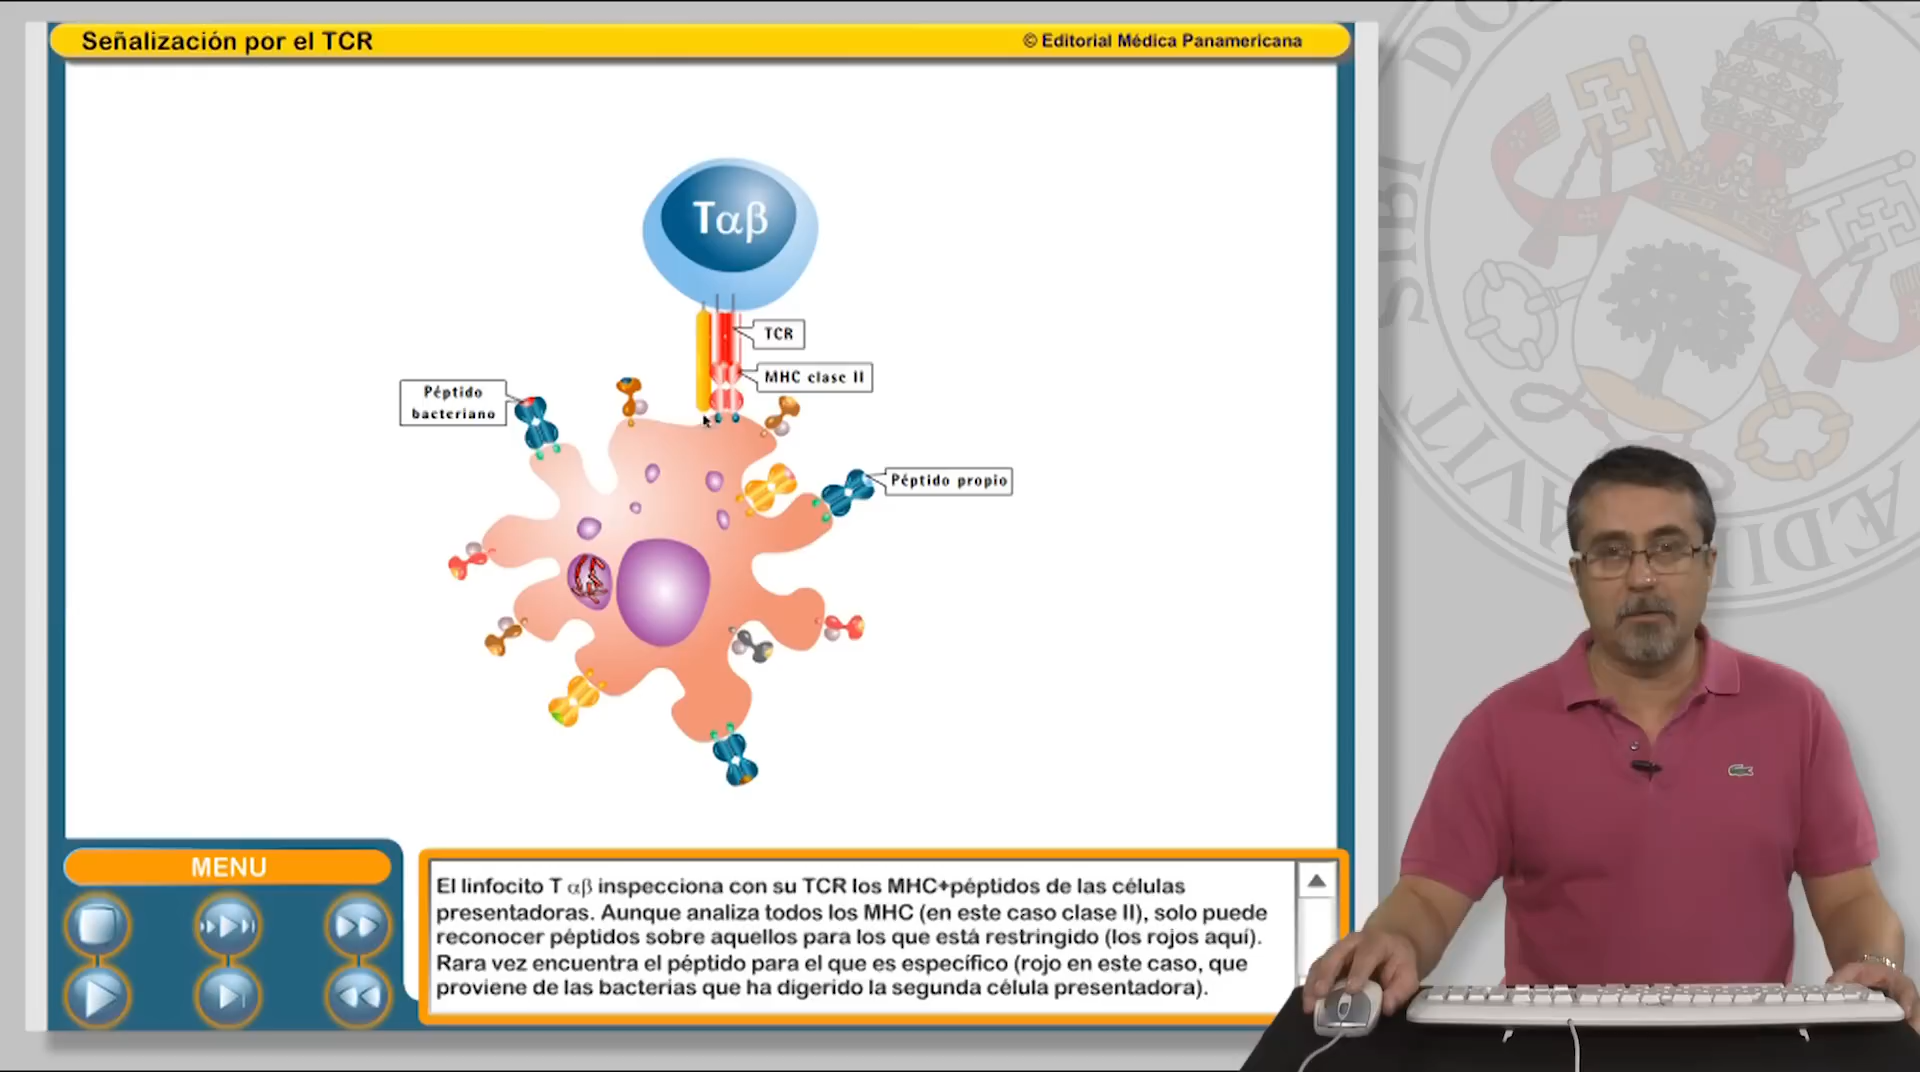 Señalización por el TCR
© Editorial Médica Panamericana
Tαβ
TCR
MHC clase II
Péptido
bacteriano
Péptido propio
MENU
El linfocito T αβ inspecciona con su TCR los MHC+péptidos de las células
presentadoras. Aunque analiza todos los MHC (en este caso clase II), solo puede
reconocer péptidos sobre aquellos para los que está restringido (los rojos aquí).
Rara vez encuentra el péptido para el que es específico (rojo en este caso, que
proviene de las bacterias que ha digerido la segunda célula presentadora).